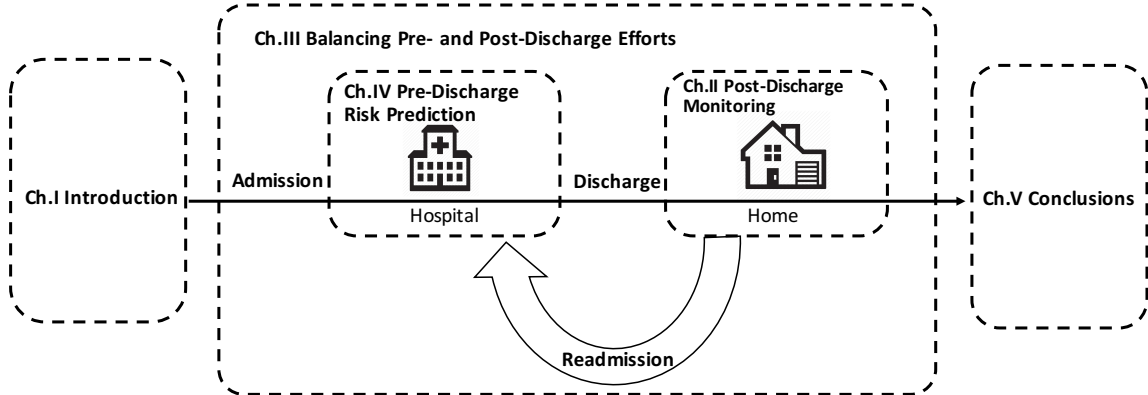 Ch.III Balancing Pre- and Post-Discharge Efforts
Ch.IV Pre-Discharge
Risk Prediction
Ch.II Post-Discharge
Monitoring
Ch.I Introduction
Admission
Discharge
Ch.V Conclusions
Hospital
Home
Readmission